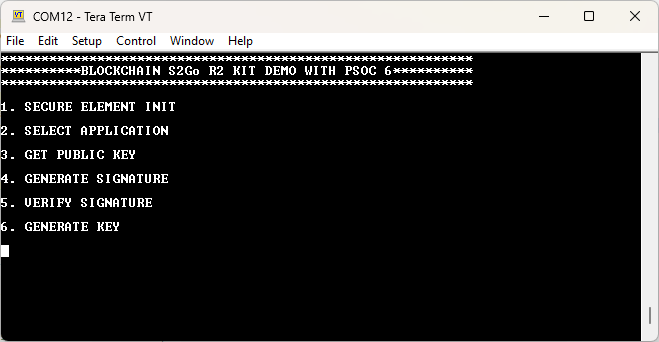 COM12 - Tera Term VT
File Edit Setup Control Window Help
***********************************************************
**********BLOCKCHAIN S2Go R2 KIT DEMO WITH PSOC 6**********
***********************************************************
1. SECURE ELEMENT INIT
2. SELECT APPLICATION
3. GET PUBLIC KEY
4. GENERATE SIGNATURE
5. VERIFY SIGNATURE
6. GENERATE KEY